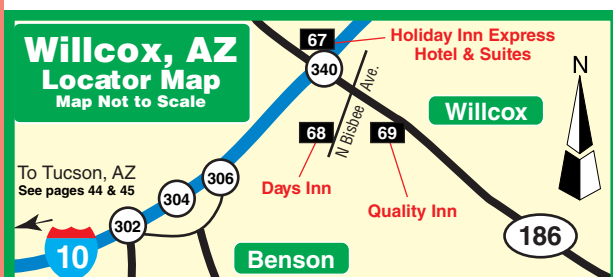 Willcox, AZ
Locator Map
Map Not to Scale
67
Holiday Inn Express
Hotel & Suites
340
N Bisbee Ave.
N
Willcox
68
69
Days Inn
Quality Inn
To Tucson, AZ
See pages 44 & 45
306
304
302
10
186
Benson